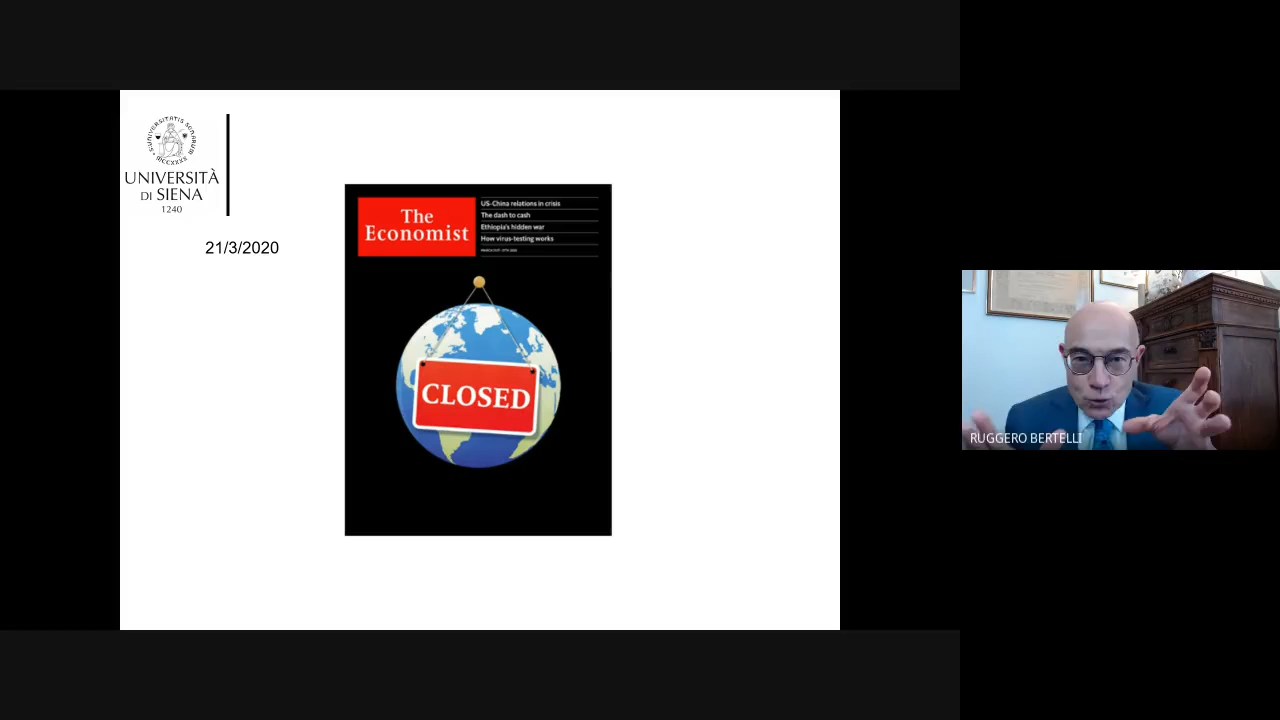 UNIVERSITÀ
DI SIENA
1240
21/3/2020
The
Economist
US-China relations in crisis
The dash to cash
Ethiopia's hidden war
How virus-testing works
CLOSED
RUGGERO BERTELLI